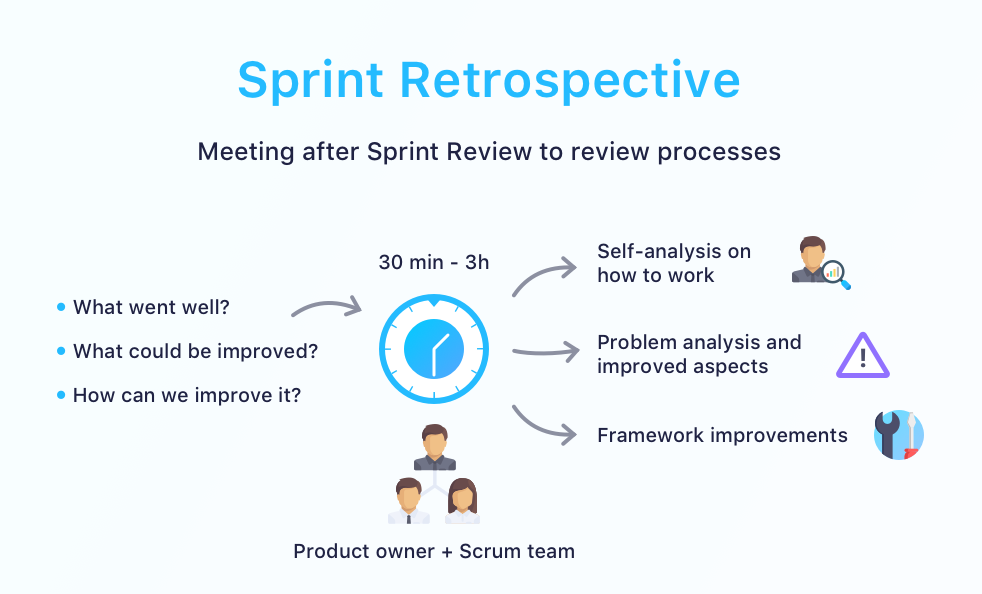 Sprint Retrospective
Meeting after Sprint Review to review processes
• What went well?
• What could be improved?
• How can we improve it?
30 min - 3h
Product owner + Scrum team
Self-analysis on
how to work
Problem analysis and
improved aspects
!
Framework improvements